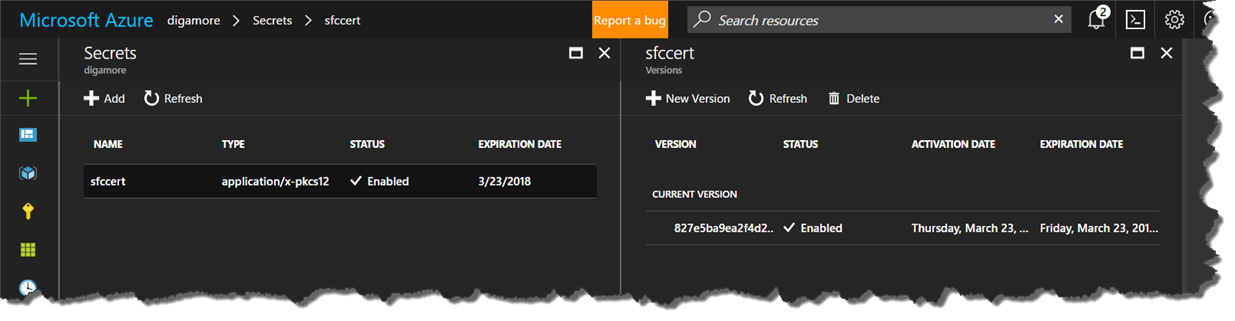 Microsoft Azure digamore > Secrets > sfccert Report a bug Search resources 2
Secrets
digamore
Add Refresh
NAME TYPE STATUS EXPIRATION DATE
sfccert application/x-pkcs12 Enabled 3/23/2018
sfccert
Versions
New Version Refresh Delete
VERSION STATUS ACTIVATION DATE EXPIRATION DATE
CURRENT VERSION
827e5ba9ea2f4d2.. Enabled Thursday, March 23, ... Friday, March 23, 201...